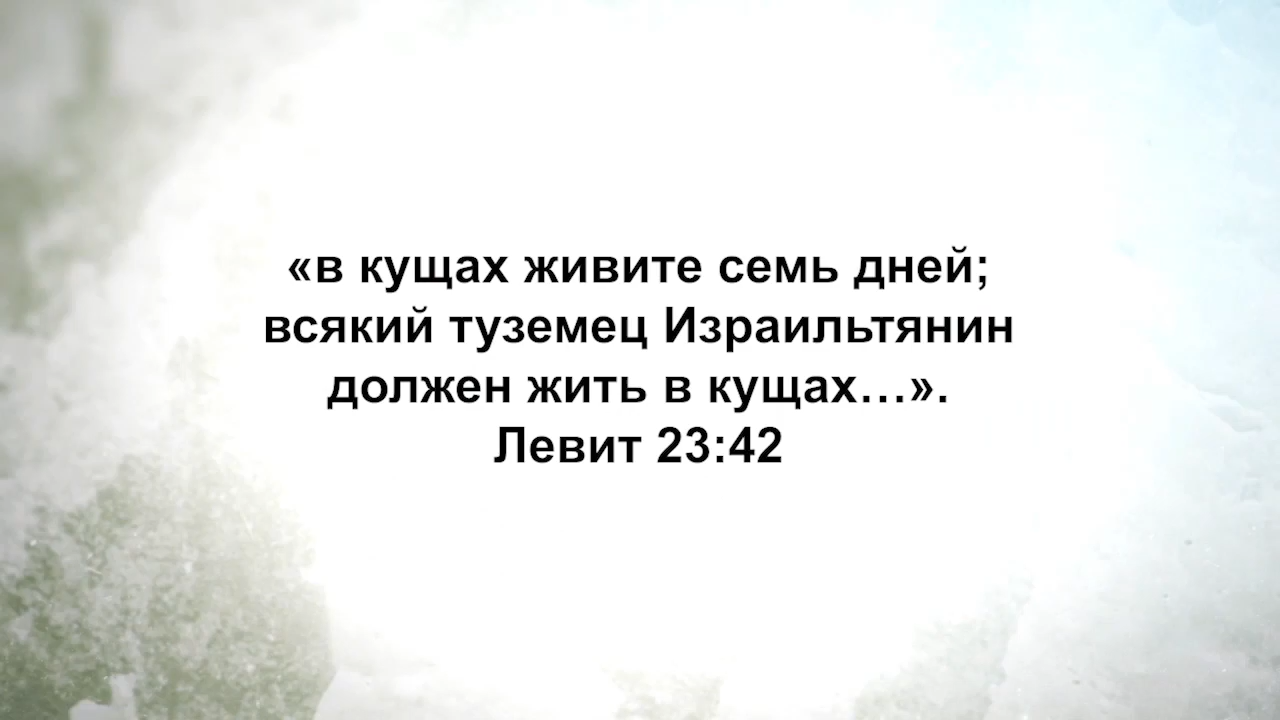 «в кущах живите семь дней;
всякий туземец Израильтянин
должен жить в кущах...».
Левит 23:42